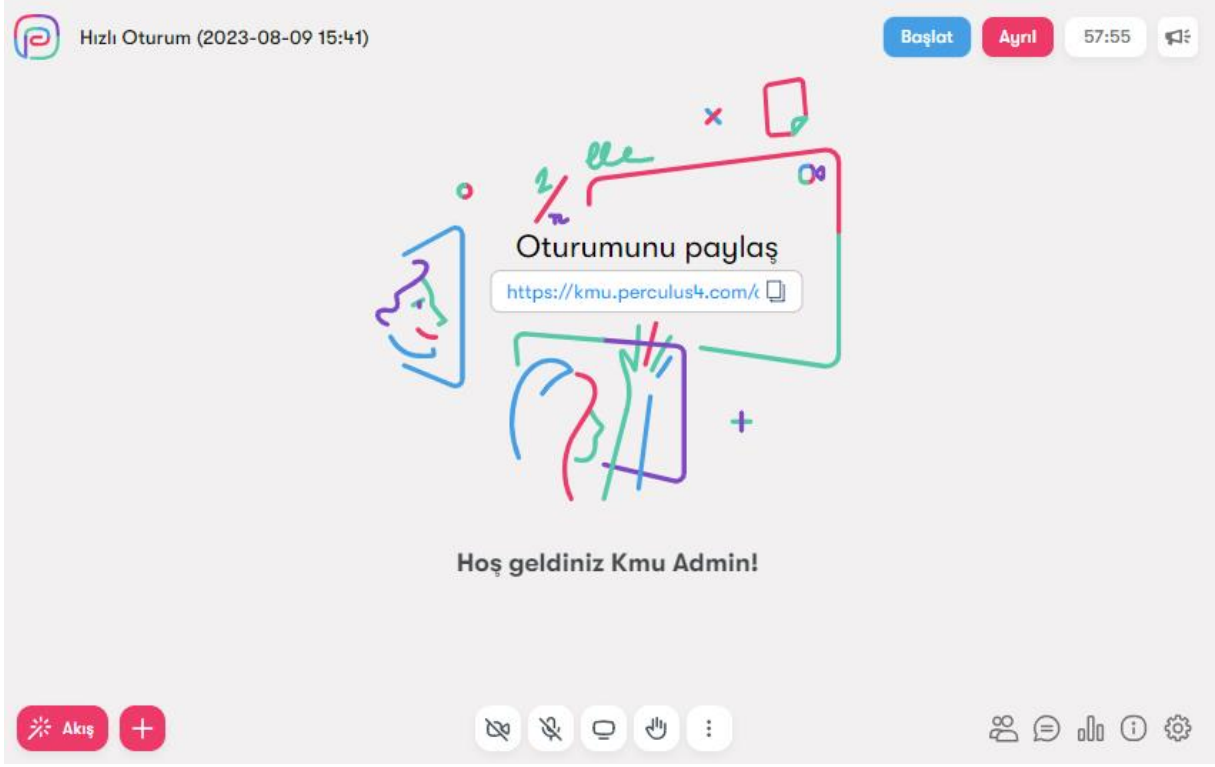 Hızlı Oturum (2023-08-09 15:41)
Başlat
Ayrıl
57:55
Oturumunu paylaş
https://kmu.perculus4.com/
Hoş geldiniz Kmu Admin!
Akış